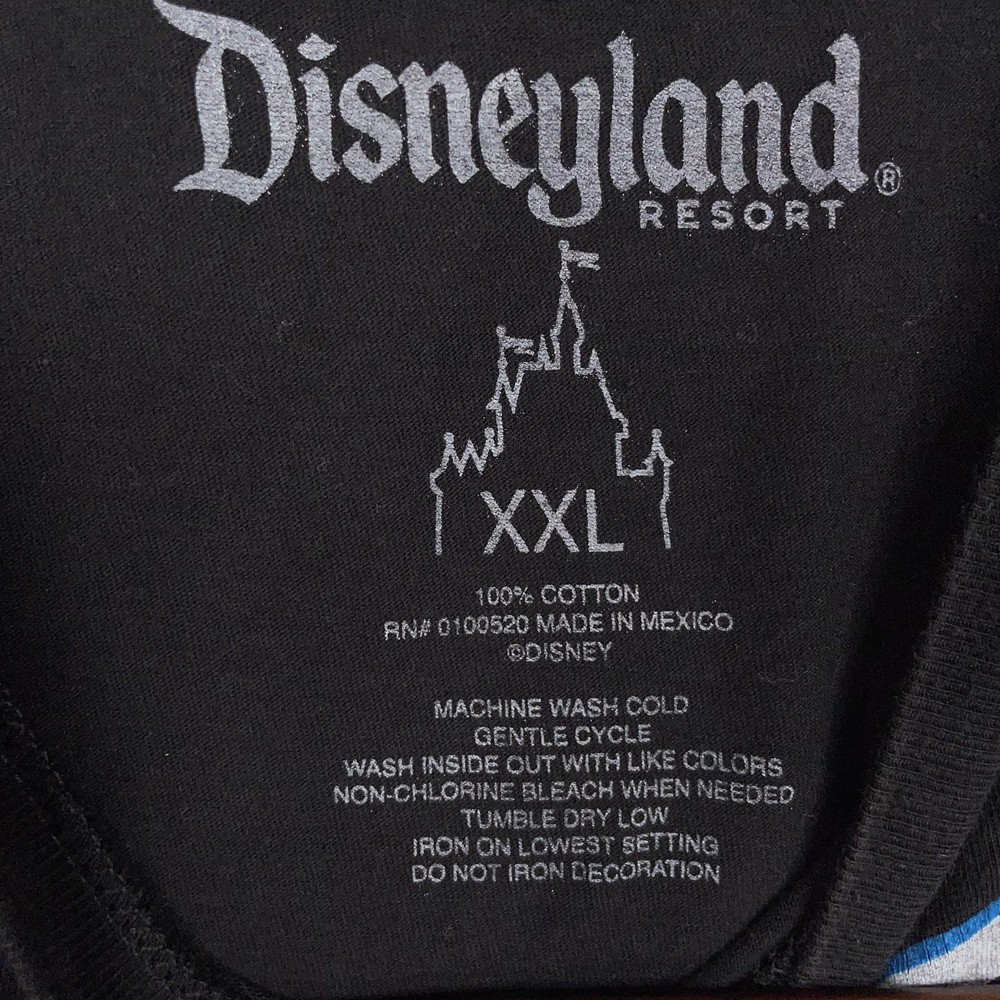 Disneyland®
RESORT
XXL
100% COTTON
RN# 0100520 MADE IN MEXICO
©DISNEY
MACHINE WASH COLD
GENTLE CYCLE
WASH INSIDE OUT WITH LIKE COLORS
NON-CHLORINE BLEACH WHEN NEEDED
TUMBLE DRY LOW
IRON ON LOWEST SETTING
DO NOT IRON DECORATION